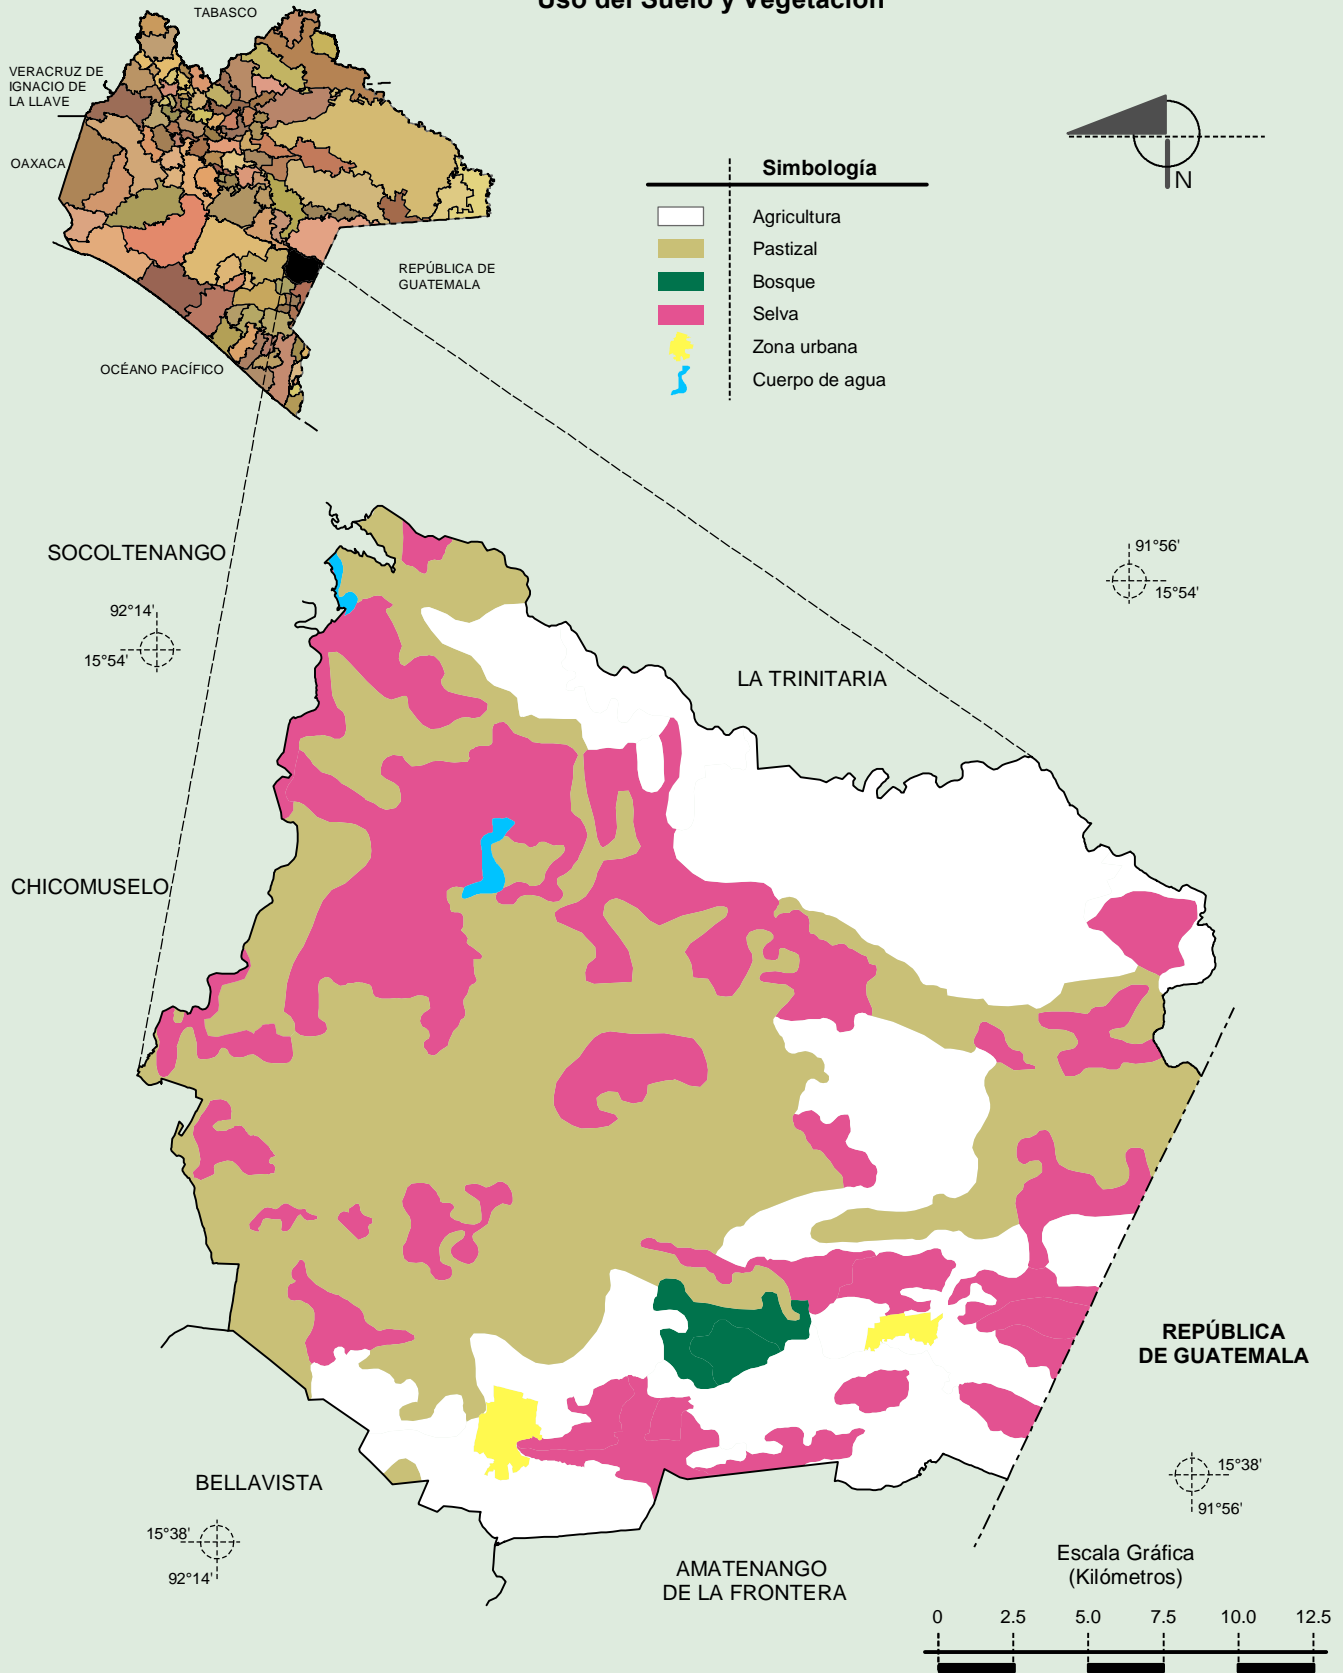 Uso del Suelo y Vegetación
TABASCO
VERACRUZ DE
IGNACIO DE
LA LLAVE
OAXACA
REPÚBLICA DE
GUATEMALA
OCÉANO PACÍFICO
N
Simbología
Agricultura
Pastizal
Bosque
Selva
Zona urbana
Cuerpo de agua
SOCOLTENANGO
92°14'
15°54'
91°56'
15°54'
LA TRINITARIA
CHICOMUSELO
REPÚBLICA
DE GUATEMALA
BELLAVISTA
15°38'
92°14'
15°38'
91°56'
AMATENANGO
DE LA FRONTERA
Escala Gráfica
(Kilómetros)
0 2.5 5.0 7.5 10.0 12.5